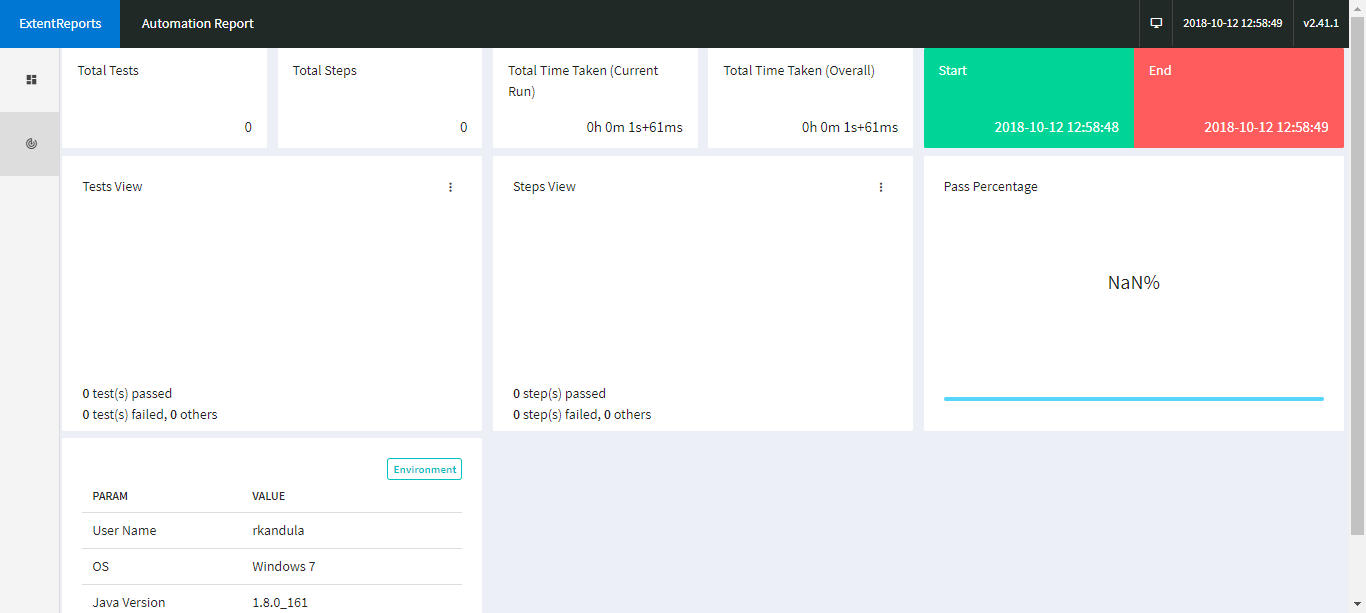 ExtentReports
Automation Report
2018-10-12 12:58:49
v2.41.1
Total Tests
0
Total Steps
0
Total Time Taken (Current
Run)
0h 0m 1s+61ms
Total Time Taken (Overall)
0h 0m 1s+61ms
Start
2018-10-12 12:58:48
End
2018-10-12 12:58:49
Tests View
0 test(s) passed
0 test(s) failed, 0 others
Steps View
0 step(s) passed
0 step(s) failed, 0 others
Pass Percentage
NaN%
Environment
PARAM VALUE
User Name rkandula
OS Windows 7
Java Version 1.8.0_161